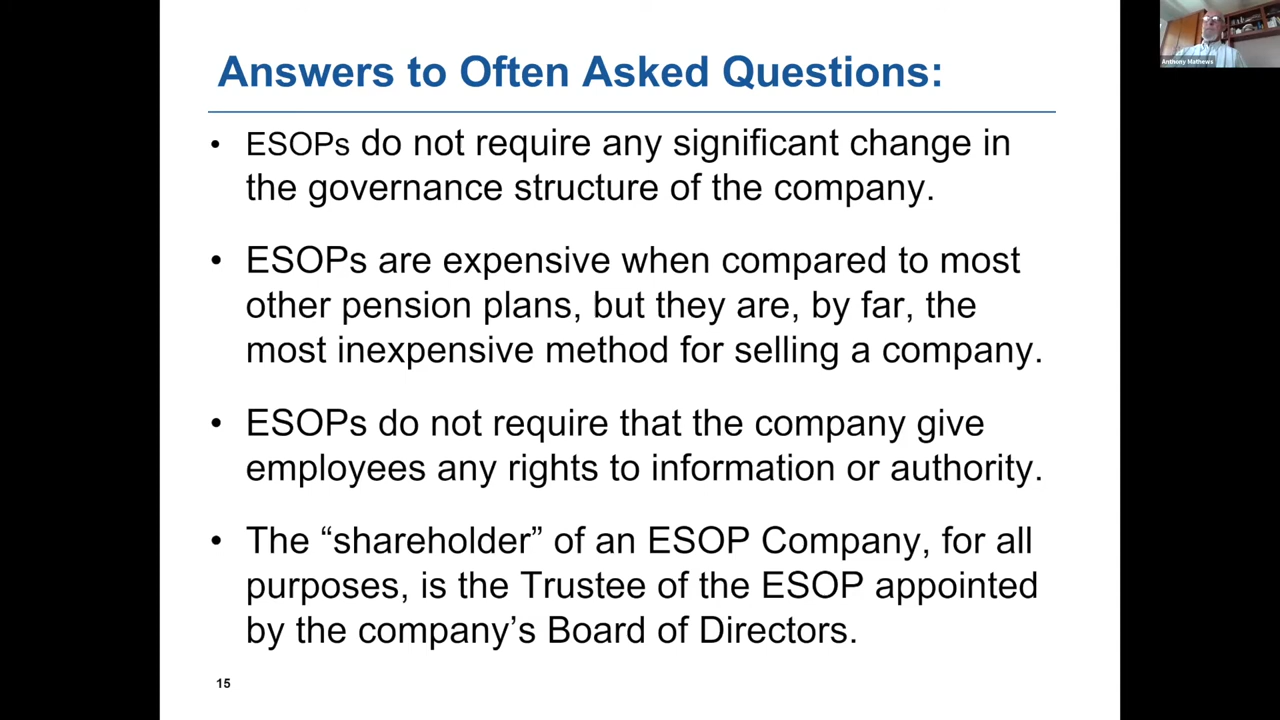 Answers to Often Asked Questions:
• ESOPs do not require any significant change in
the governance structure of the company.
• ESOPs are expensive when compared to most
other pension plans, but they are, by far, the
most inexpensive method for selling a company.
• ESOPs do not require that the company give
employees any rights to information or authority.
• The “shareholder” of an ESOP Company, for all
purposes, is the Trustee of the ESOP appointed
by the company’s Board of Directors.
15
Anthony Mathews